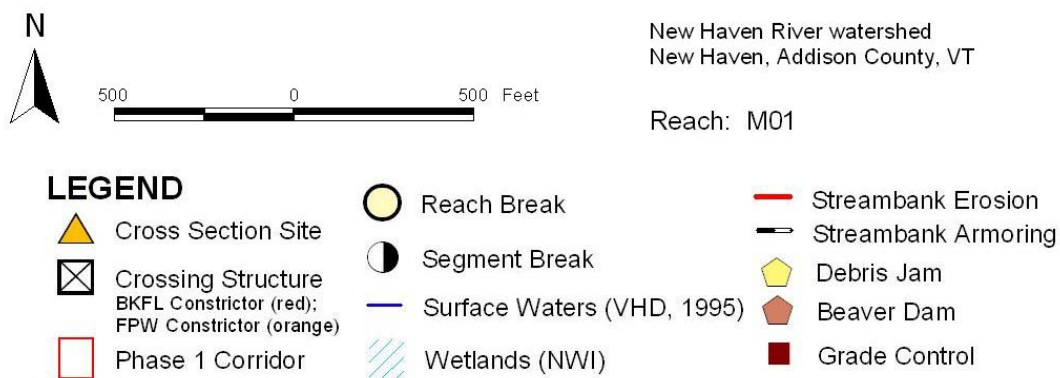 N
New Haven River watershed
New Haven, Addison County, VT
500 0 500 Feet
Reach: M01
LEGEND
Cross Section Site
Crossing Structure
BKFL Constrictor (red);
FPW Constrictor (orange)
Phase 1 Corridor
Reach Break
Segment Break
Surface Waters (VHD, 1995)
Wetlands (NWI)
Streambank Erosion
Streambank Armoring
Debris Jam
Beaver Dam
Grade Control